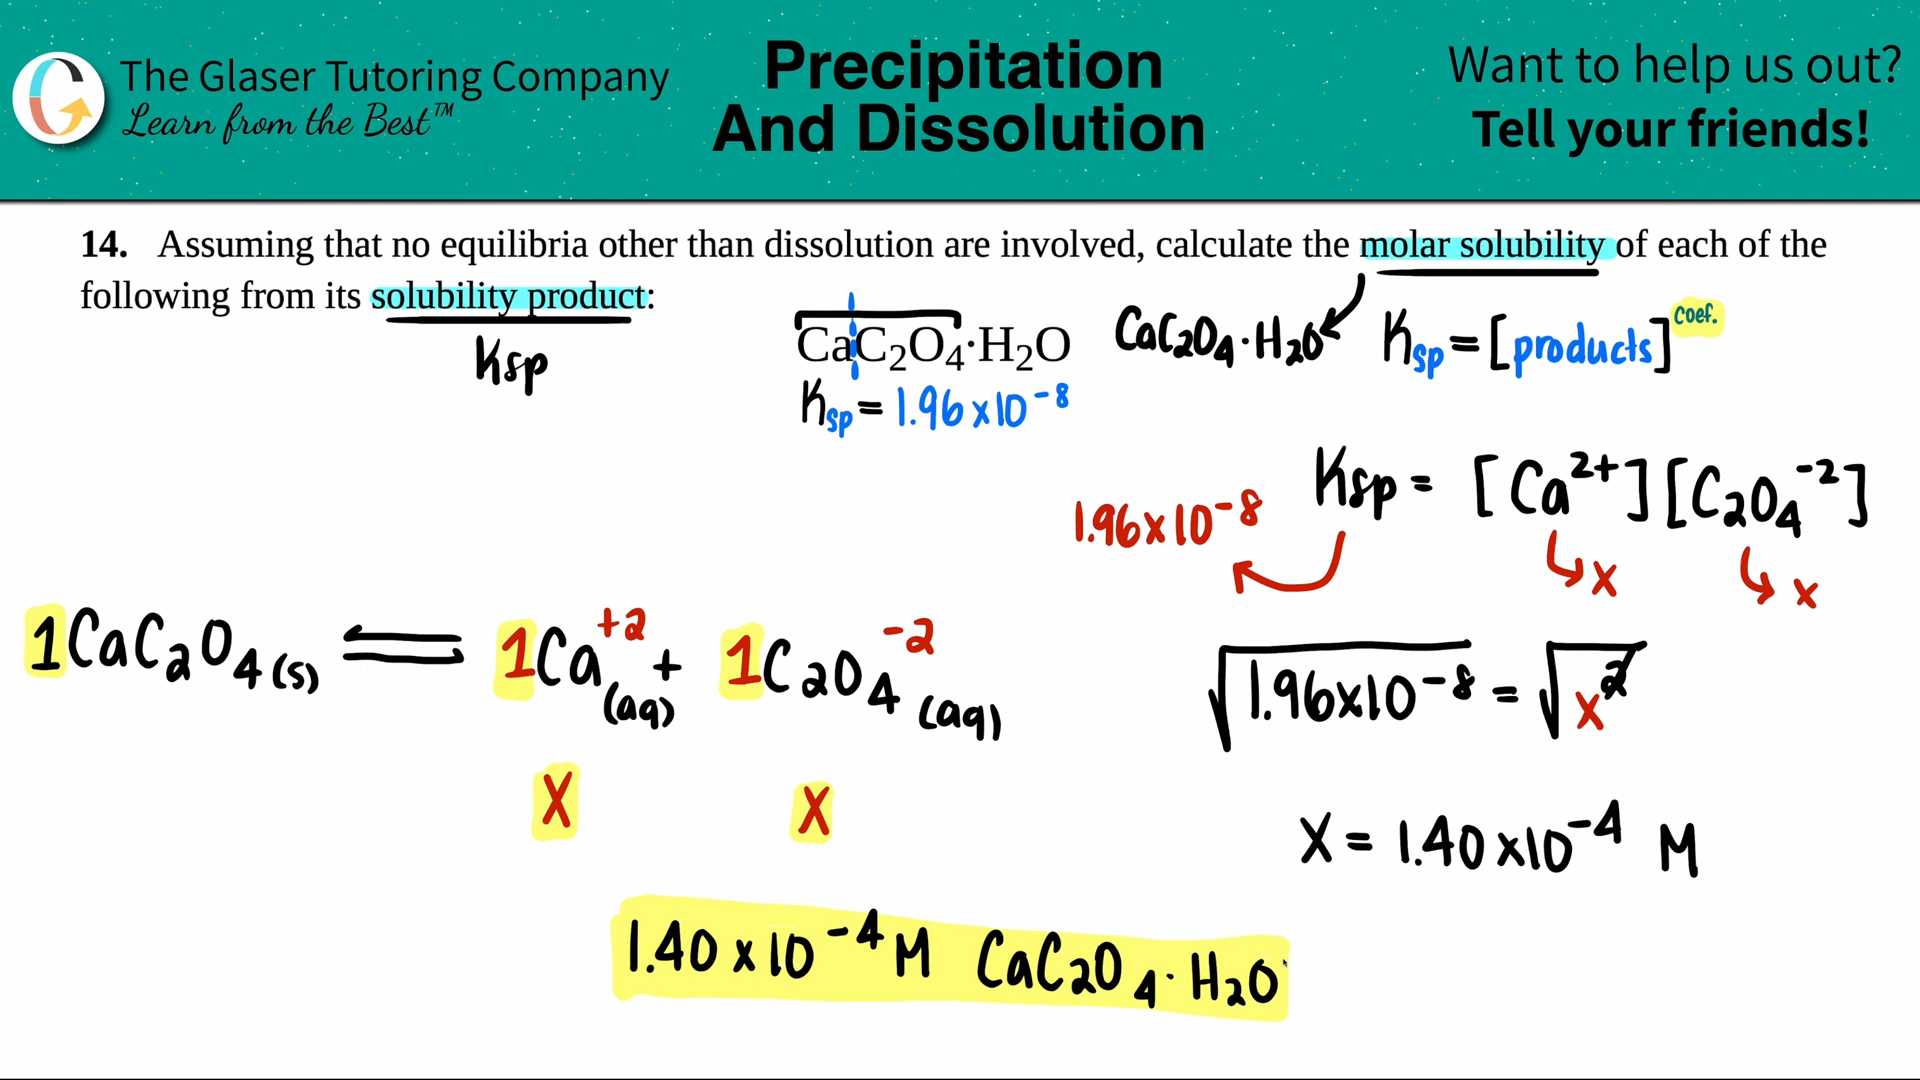 The Glaser Tutoring Company
Learn from the Best™
Precipitation
And Dissolution
Want to help us out?
Tell your friends!
14. Assuming that no equilibria other than dissolution are involved, calculate the molar solubility of each of the
following from its solubility product:
Ksp
CaC₂O₄·H₂O
Ksp = 1.96x10⁻⁸
CaC₂O₄·H₂O
Ksp = [products]ᶜᵒᵉᶠ·
Ksp = [Ca²⁺][C₂O₄⁻²]
1.96x10⁻⁸
x
x
1CaC₂O₄(s) ⇌ 1Ca⁺²(aq) + 1C₂O₄⁻²(aq)
X
X
√1.96x10⁻⁸ = √x²
X = 1.40x10⁻⁴ M
1.40x10⁻⁴ M CaC₂O₄·H₂O